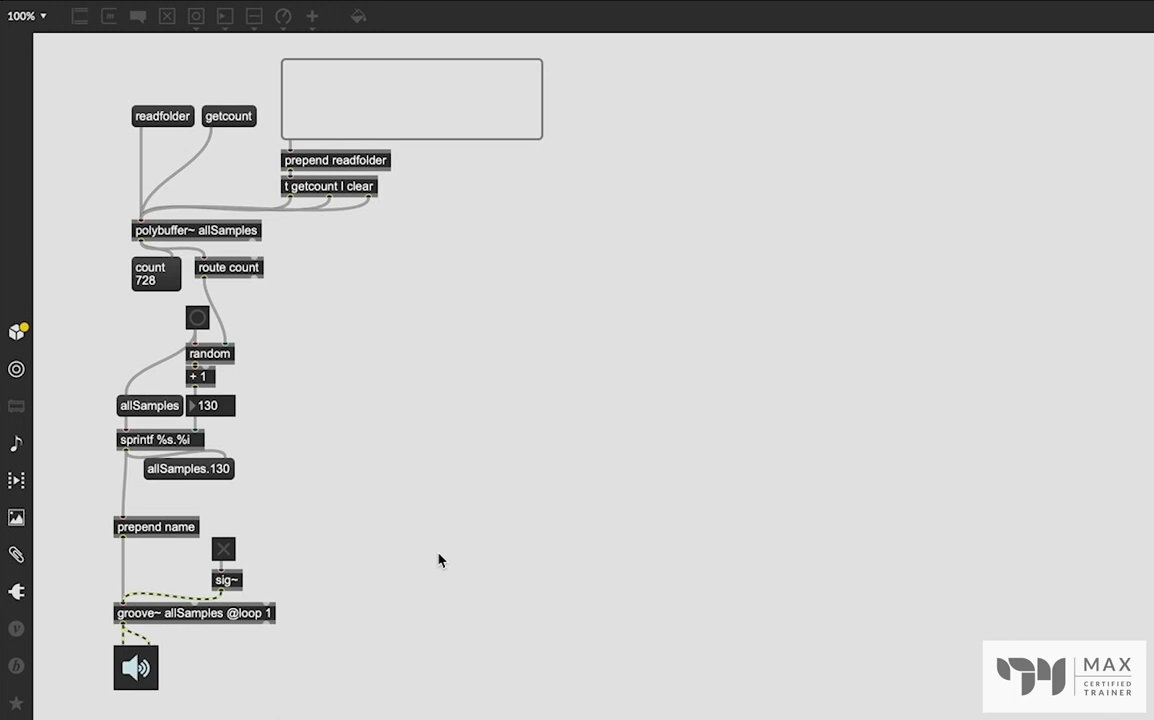 100%
readfolder
getcount
prepend readfolder
t getcount l clear
polybuffer~ allSamples
count
728
route count
random
+ 1
allSamples
130
sprintf %s.%i
allSamples.130
prepend name
sig~
groove~ allSamples @loop 1
MAX
CERTIFIED
TRAINER